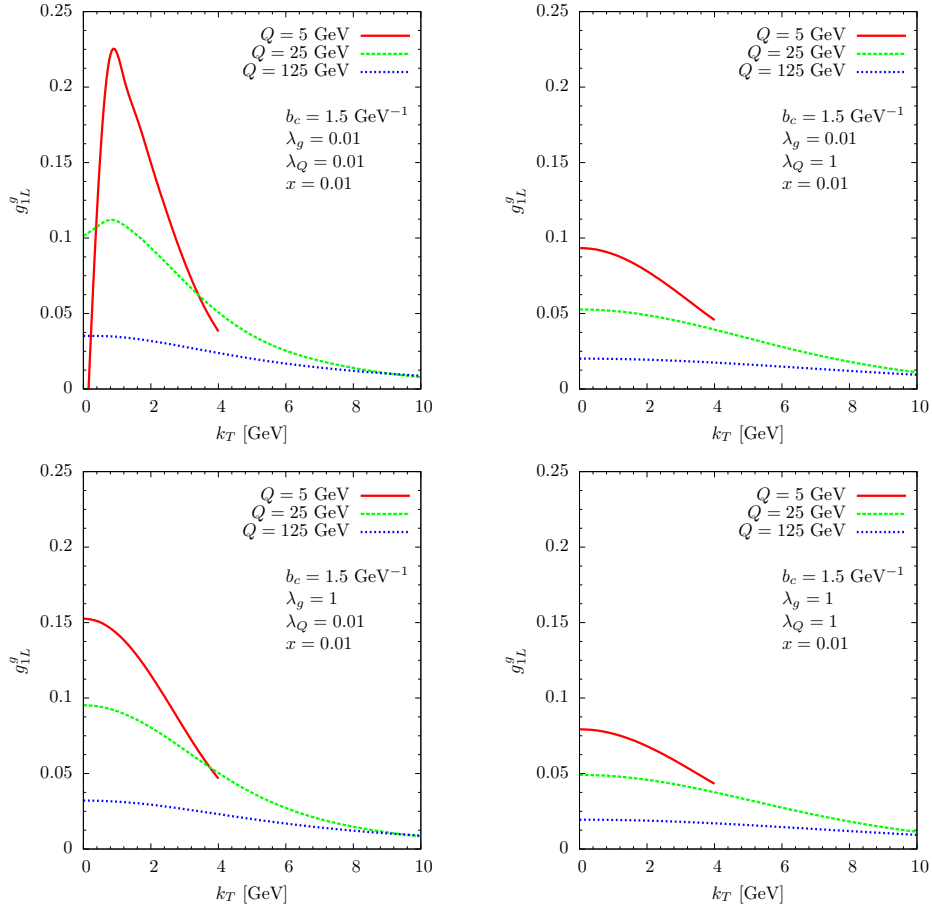 0.25
0.2
0.15
0.1
0.05
0
g_{1L}^{g}
0 2 4 6 8 10
k_T [GeV]
Q = 5 GeV
Q = 25 GeV
Q = 125 GeV
b_c = 1.5 GeV^{−1}
λ_g = 0.01
λ_Q = 0.01
x = 0.01
0.25
0.2
0.15
0.1
0.05
0
g_{1L}^{g}
0 2 4 6 8 10
k_T [GeV]
Q = 5 GeV
Q = 25 GeV
Q = 125 GeV
b_c = 1.5 GeV^{−1}
λ_g = 0.01
λ_Q = 1
x = 0.01
0.25
0.2
0.15
0.1
0.05
0
g_{1L}^{g}
0 2 4 6 8 10
k_T [GeV]
Q = 5 GeV
Q = 25 GeV
Q = 125 GeV
b_c = 1.5 GeV^{−1}
λ_g = 1
λ_Q = 0.01
x = 0.01
0.25
0.2
0.15
0.1
0.05
0
g_{1L}^{g}
0 2 4 6 8 10
k_T [GeV]
Q = 5 GeV
Q = 25 GeV
Q = 125 GeV
b_c = 1.5 GeV^{−1}
λ_g = 1
λ_Q = 1
x = 0.01